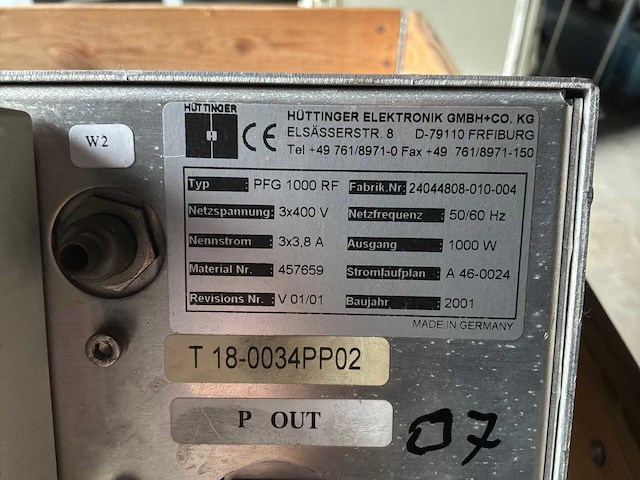 W2
HÜTTINGER
CE
HÜTTINGER ELEKTRONIK GMBH+CO. KG
ELSÄSSERSTR. 8 D-79110 FREIBURG
Tel +49 761/8971-0 Fax +49 761/8971-150
Typ : PFG 1000 RF Fabrik.Nr: 24044808-010-004
Netzspannung: 3x400 V Netzfrequenz : 50/60 Hz
Nennstrom : 3x3,8 A Ausgang : 1000 W
Material Nr. : 457659 Stromlaufplan : A 46-0024
Revisions Nr. : V 01/01 Baujahr : 2001
MADE IN GERMANY
T 18-0034PP02
P OUT
07